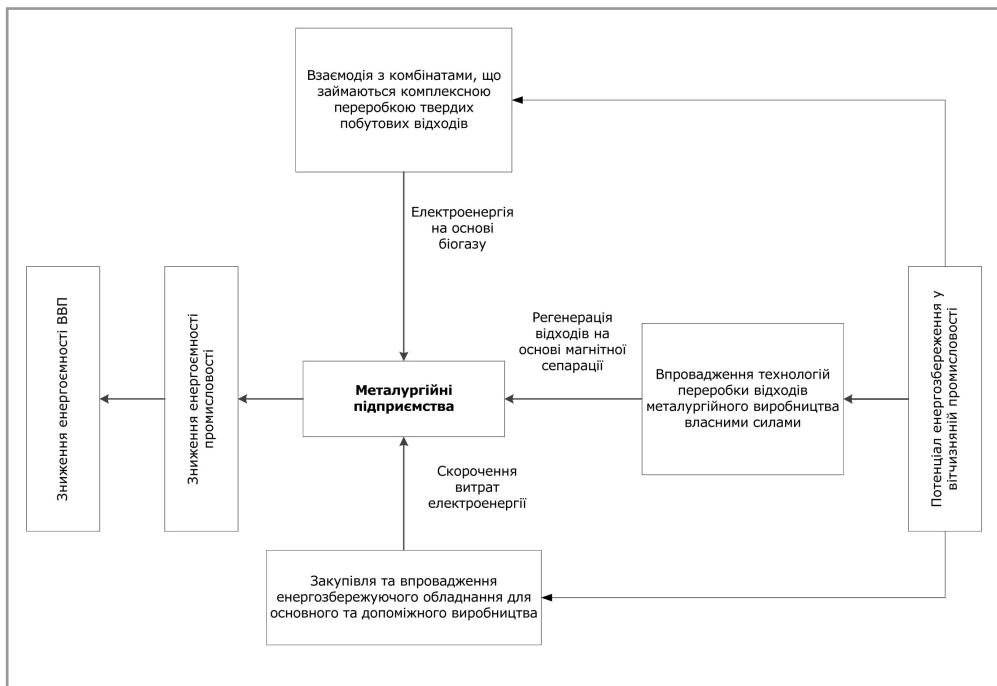 Взаємодія з комбінатами, що
займаються комплексною
переробкою твердих
побутових відходів
Електроенергія
на основі
біогазу
Зниження енергоємності ВВП
Зниження енергоємності
промисловості
Металургійні
підприємства
Регенерація
відходів на
основі магнітної
сепарації
Впровадження технологій
переробки відходів
металургійного виробництва
власними силами
Потенціал енергозбереження у
вітчизняній промисловості
Скорочення
витрат
електроенергії
Закупівля та впровадження
енергозбережуючого обладнання для
основного та допоміжного виробництва